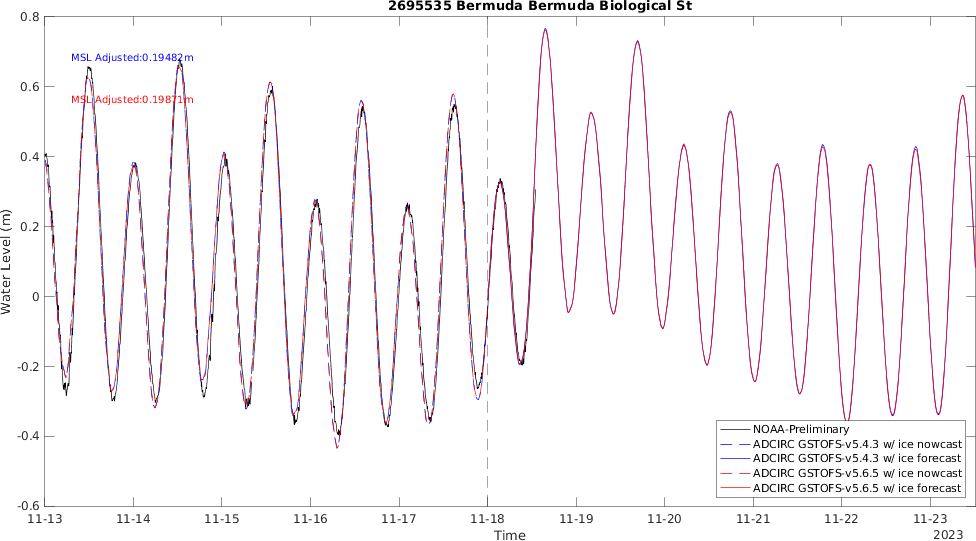 2695535 Bermuda Bermuda Biological St
0.8
0.6
0.4
0.2
0
-0.2
-0.4
-0.6
Water Level (m)
MSL Adjusted:0.19482m
MSL Adjusted:0.19871m
NOAA-Preliminary
ADCIRC GSTOFS-v5.4.3 w/ ice nowcast
ADCIRC GSTOFS-v5.4.3 w/ ice forecast
ADCIRC GSTOFS-v5.6.5 w/ ice nowcast
ADCIRC GSTOFS-v5.6.5 w/ ice forecast
11-13 11-14 11-15 11-16 11-17 11-18 11-19 11-20 11-21 11-22 11-23
Time
2023